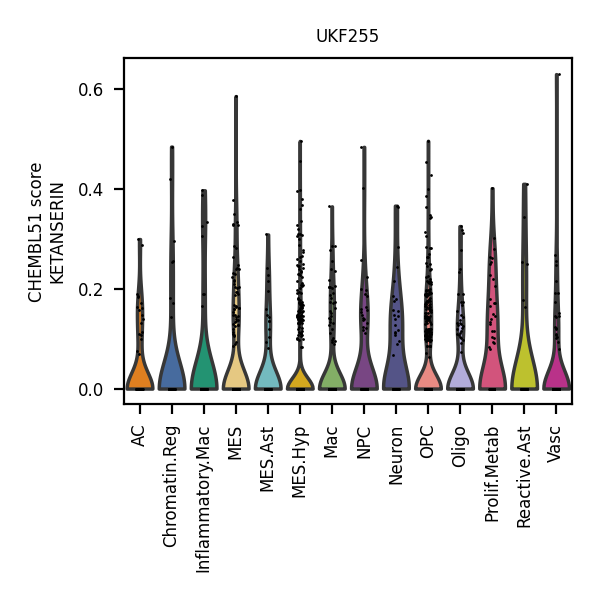 UKF255
CHEMBL51 score
KETANSERIN
0.6
0.4
0.2
0.0
AC
Chromatin.Reg
Inflammatory.Mac
MES
MES.Ast
MES.Hyp
Mac
NPC
Neuron
OPC
Oligo
Prolif.Metab
Reactive.Ast
Vasc